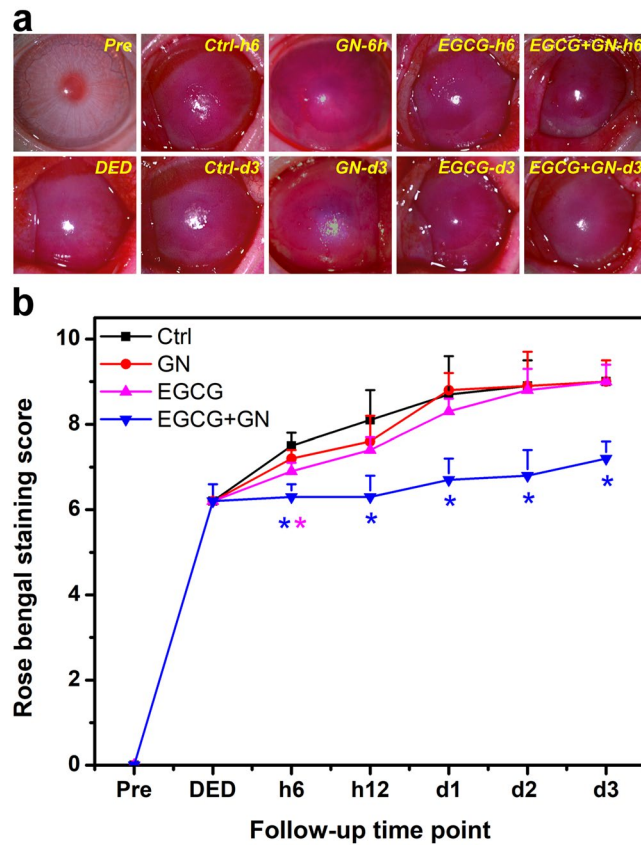 a
Pre Ctrl-h6 GN-6h EGCG-h6 EGCG+GN-h6
DED Ctrl-d3 GN-d3 EGCG-d3 EGCG+GN-d3
b
10
8
6
4
2
0
Rose bengal staining score
Ctrl
GN
EGCG
EGCG+GN
* *
*
*
*
*
Pre DED h6 h12 d1 d2 d3
Follow-up time point